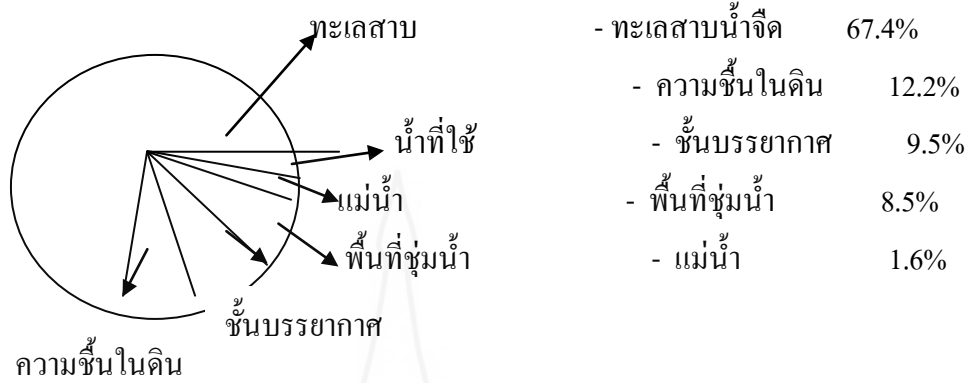 ทะเลสาบ - ทะเลสาบน้ำจืด 67.4%
- ความชื้นในดิน 12.2%
น้ำที่ใช้ - ชั้นบรรยากาศ 9.5%
แม่น้ำ - พื้นที่ชุ่มน้ำ 8.5%
พื้นที่ชุ่มน้ำ - แม่น้ำ 1.6%
ชั้นบรรยากาศ
ความชื้นในดิน